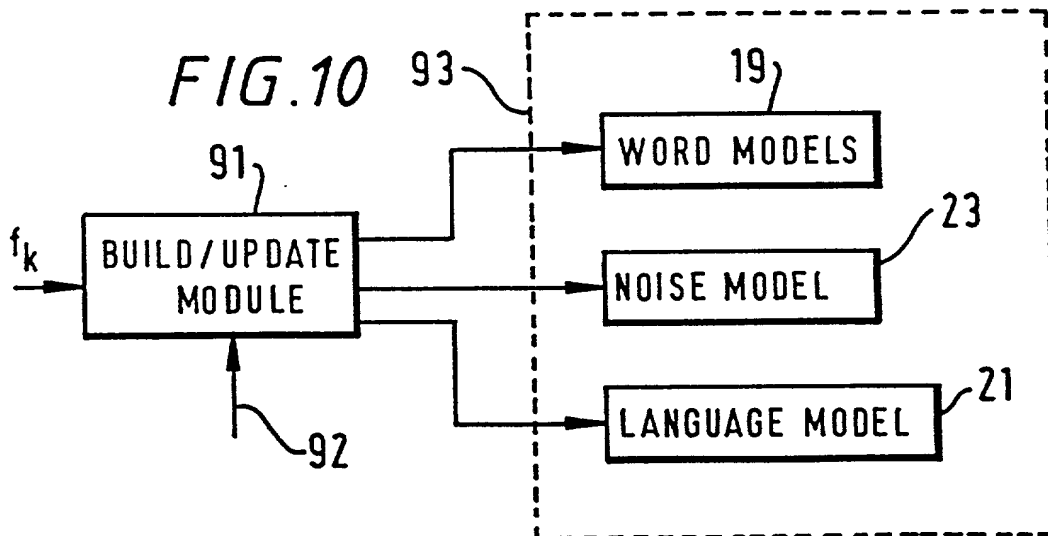 FIG.10
93
19
WORD MODELS
91
23
f_k
BUILD/UPDATE
MODULE
NOISE MODEL
21
92
LANGUAGE MODEL